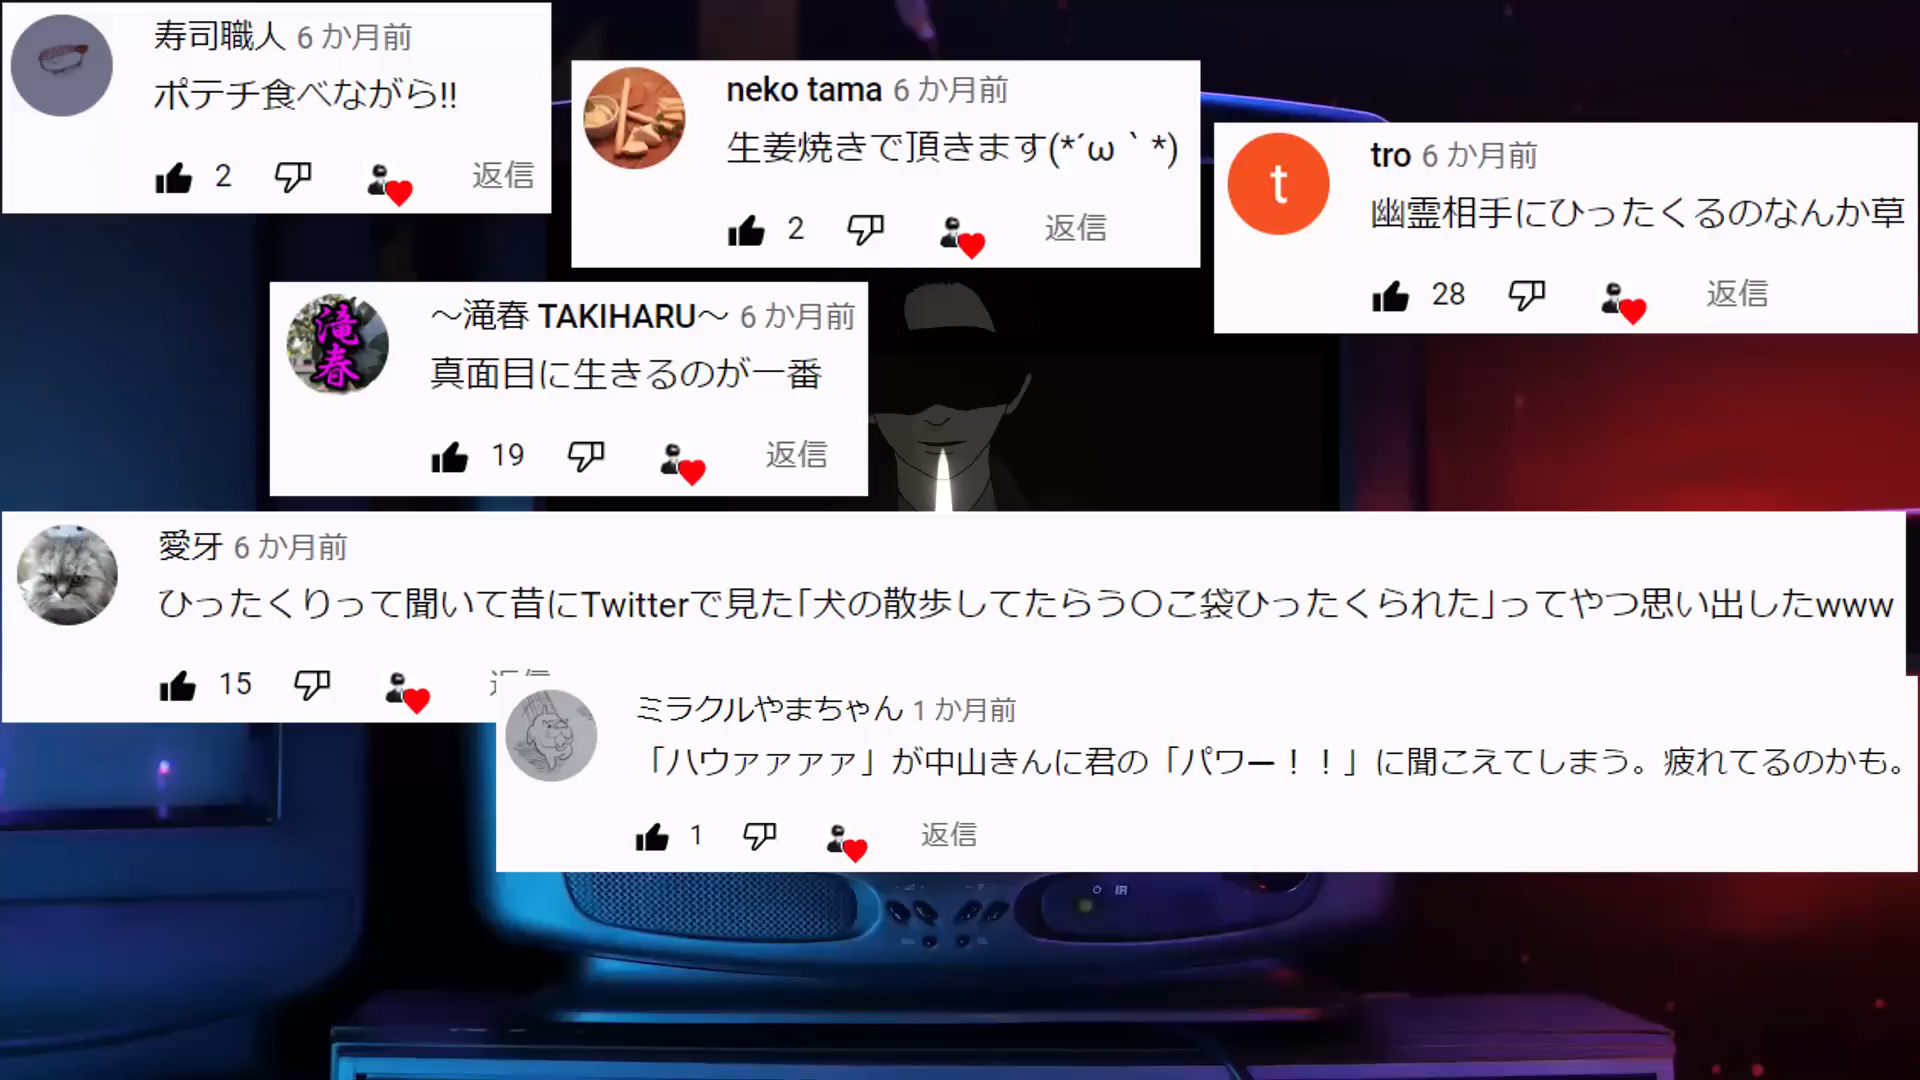 寿司職人 6 か月前
ポテチ食べながら!!
2 返信
neko tama 6 か月前
生姜焼きで頂きます(*´ω｀*)
2 返信
t
tro 6 か月前
幽霊相手にひったくるのなんか草
28 返信
滝春
～滝春 TAKIHARU～ 6 か月前
真面目に生きるのが一番
19 返信
愛牙 6 か月前
ひったくりって聞いて昔にTwitterで見た「犬の散歩してたらう〇こ袋ひったくられた」ってやつ思い出したwww
15 返信
ミラクルやまちゃん 1 か月前
「ハウァァァァ」が中山きんに君の「パワー！！」に聞こえてしまう。疲れてるのかも。
1 返信
IR